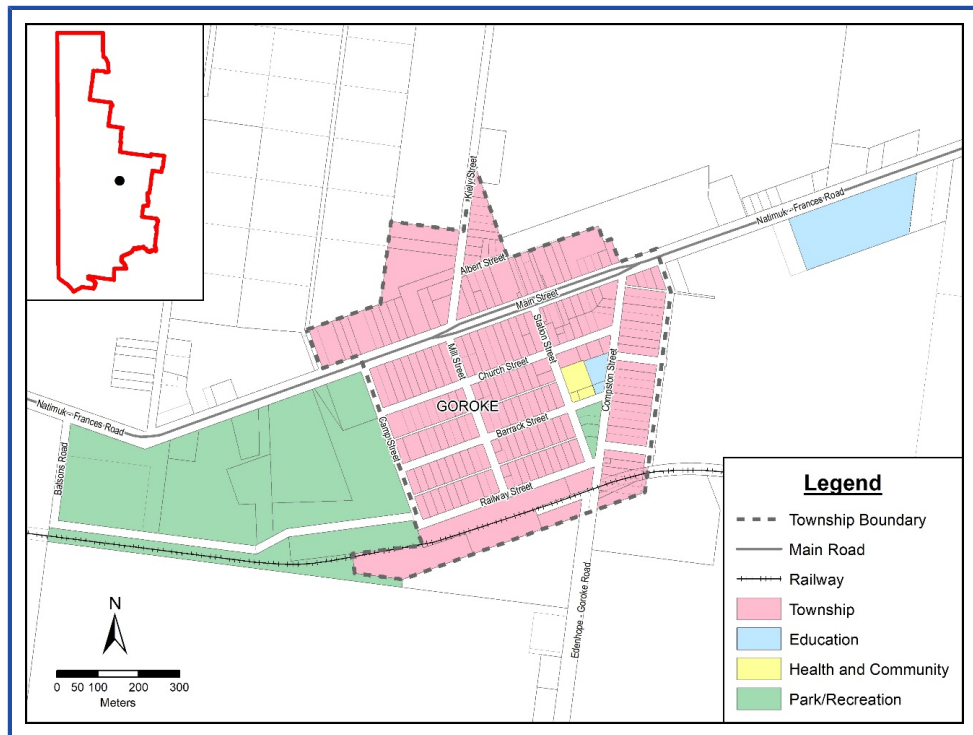 Kiely Street
Natimuk - Frances Road
Albert Street
Main Street
Station Street
Mill Street
Church Street
Compston Street
GOROKE
Natimuk - Frances Road
Camp Street
Barrack Street
Batsons Road
Railway Street
Edenhope - Goroke Road
N
0 50 100 200 300
Meters
Legend
Township Boundary
Main Road
Railway
Township
Education
Health and Community
Park/Recreation